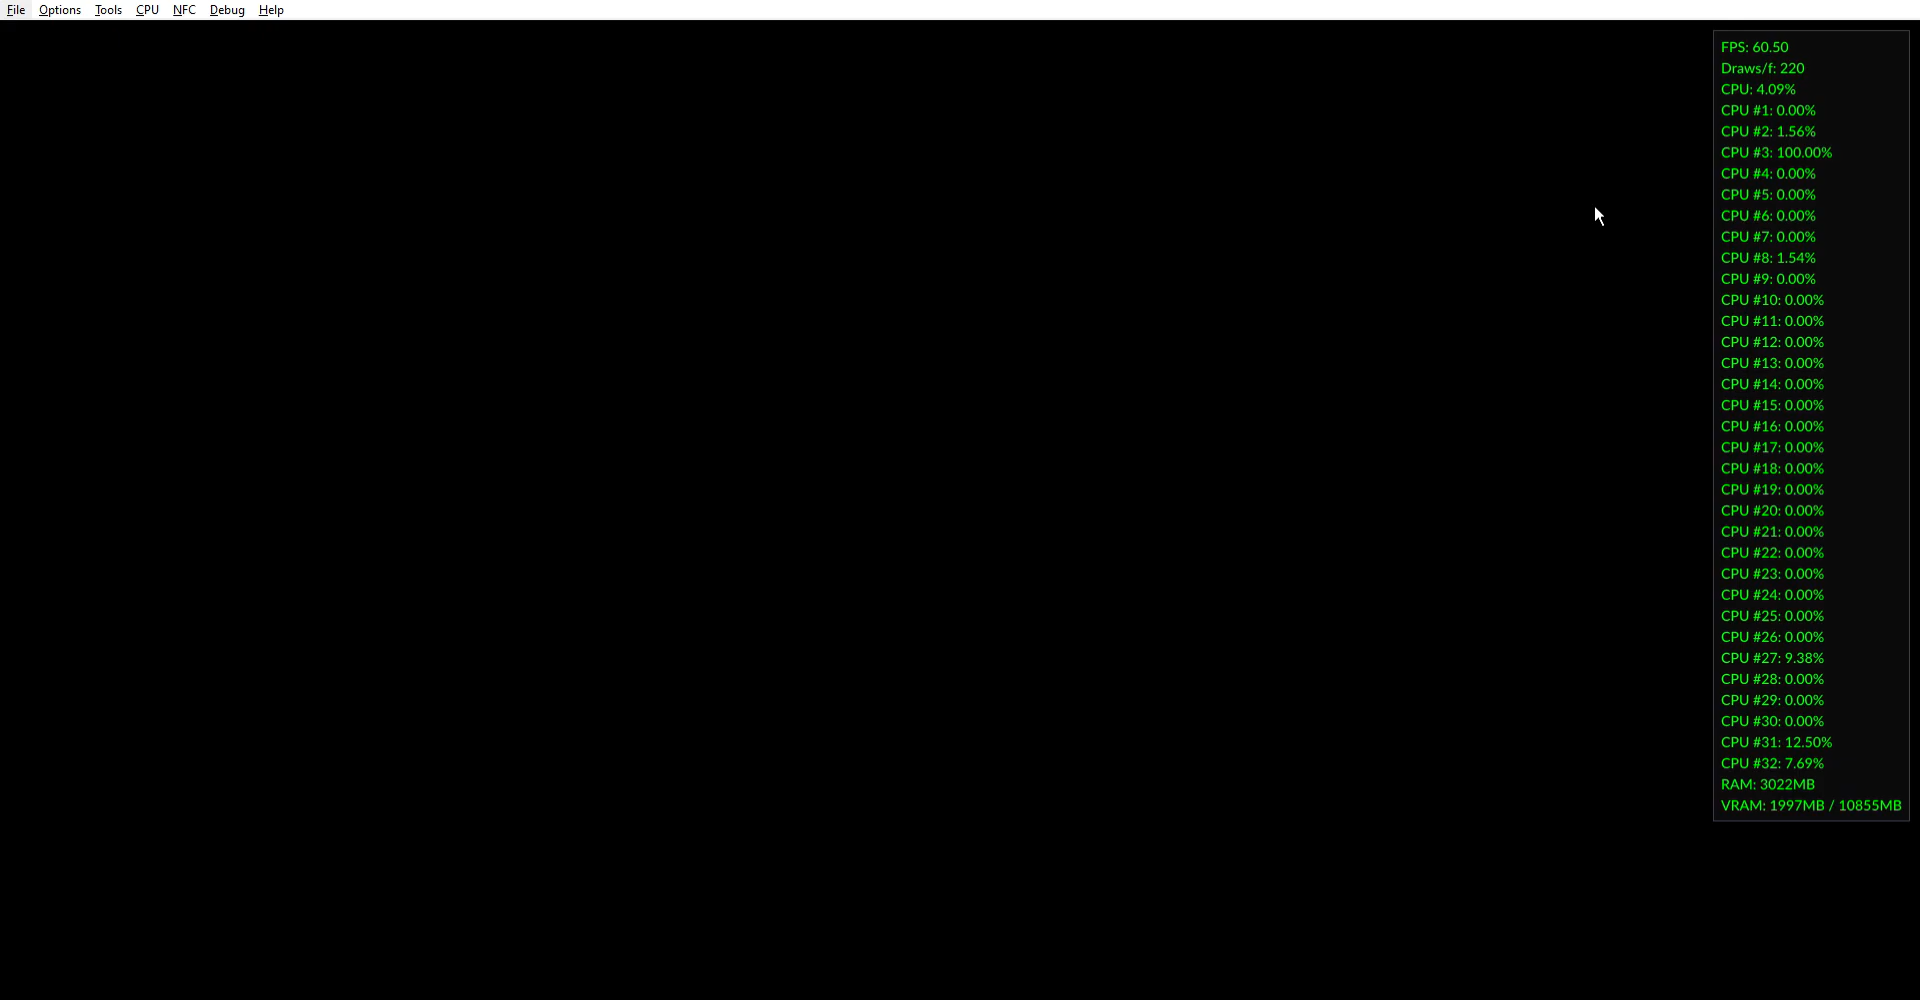 File Options Tools CPU NFC Debug Help
FPS: 60.50
Draws/f: 220
CPU: 4.09%
CPU #1: 0.00%
CPU #2: 1.56%
CPU #3: 100.00%
CPU #4: 0.00%
CPU #5: 0.00%
CPU #6: 0.00%
CPU #7: 0.00%
CPU #8: 1.54%
CPU #9: 0.00%
CPU #10: 0.00%
CPU #11: 0.00%
CPU #12: 0.00%
CPU #13: 0.00%
CPU #14: 0.00%
CPU #15: 0.00%
CPU #16: 0.00%
CPU #17: 0.00%
CPU #18: 0.00%
CPU #19: 0.00%
CPU #20: 0.00%
CPU #21: 0.00%
CPU #22: 0.00%
CPU #23: 0.00%
CPU #24: 0.00%
CPU #25: 0.00%
CPU #26: 0.00%
CPU #27: 9.38%
CPU #28: 0.00%
CPU #29: 0.00%
CPU #30: 0.00%
CPU #31: 12.50%
CPU #32: 7.69%
RAM: 3022MB
VRAM: 1997MB / 10855MB